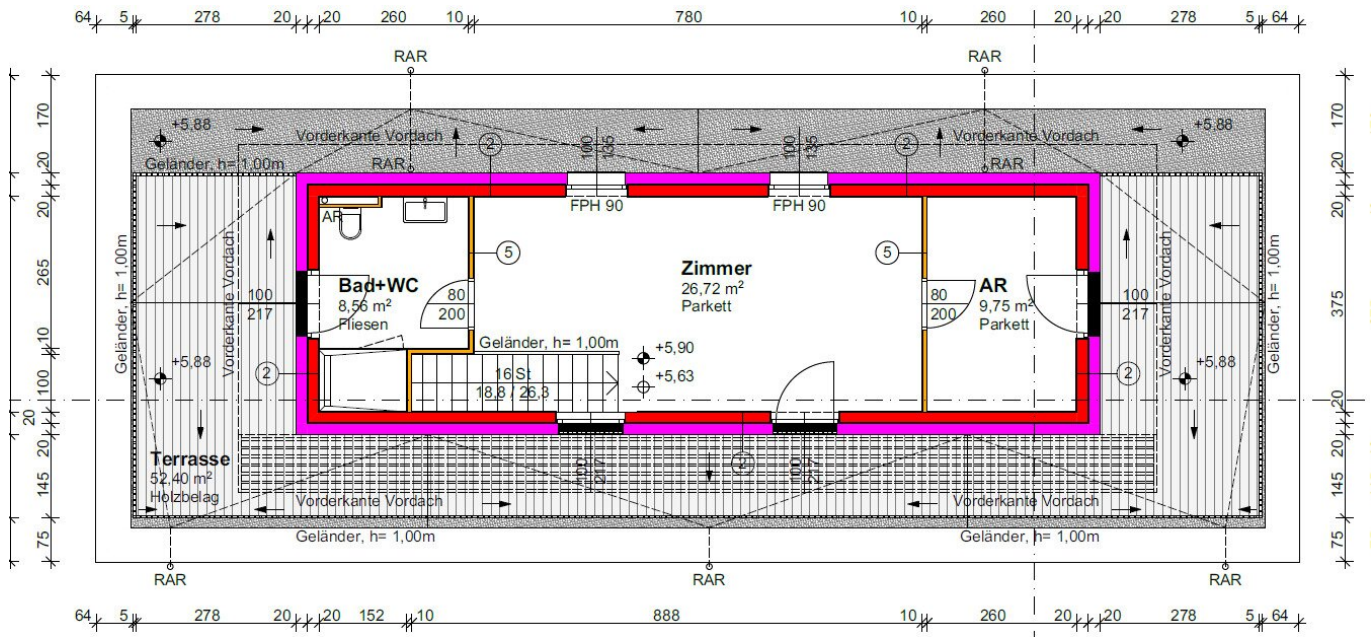 64 5 278 20 20 260 10 780 10 260 20 20 278 5 64
RAR RAR
170 20 20 265 110 100 20 20 145 75
170 20 20 375 20 20 145 75
+5,88 Vorderkante Vordach 2 100 135 100 135 2 Vorderkante Vordach +5,88
Geländer, h= 1,00m RAR RAR
FPH 90 FPH 90
AR
5 5
Zimmer
26,72 m²
Parkett
Bad+WC
8,56 m²
Fliesen
AR
9,75 m²
Parkett
100
217
80
200
80
200
100
217
Geländer, h= 1,00m
Vorderkante Vordach
Vorderkante Vordach
Geländer, h= 1,00m
Geländer, h= 1,00m
+5,90
+5,63
+5,88
+5,88
2 2
16 St
18,8 / 26,3
Terrasse
52,40 m²
Holzbelag
100
217
2
100
217
Vorderkante Vordach Vorderkante Vordach
Geländer, h= 1,00m Geländer, h= 1,00m
RAR RAR RAR
64 5 278 20 20 152 10 888 10 260 20 20 278 5 64